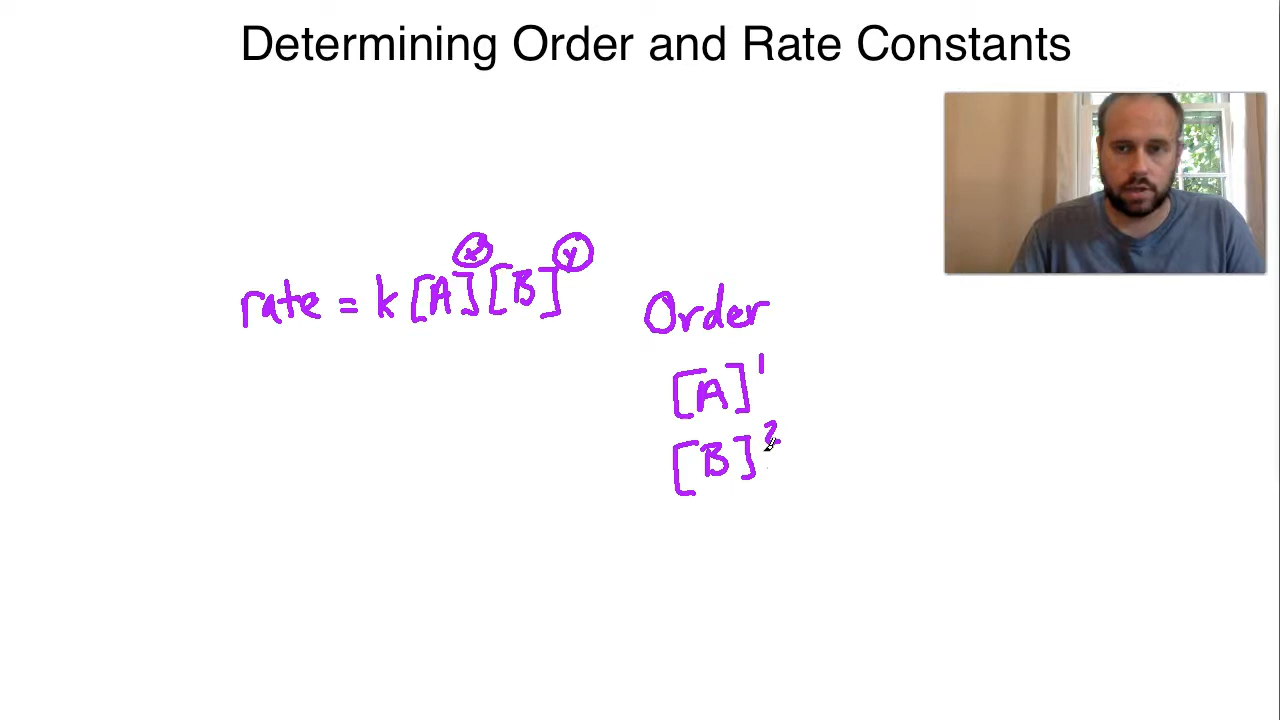 Determining Order and Rate Constants
rate = k[A]^x[B]^y
Order
[A]^1
[B]^2